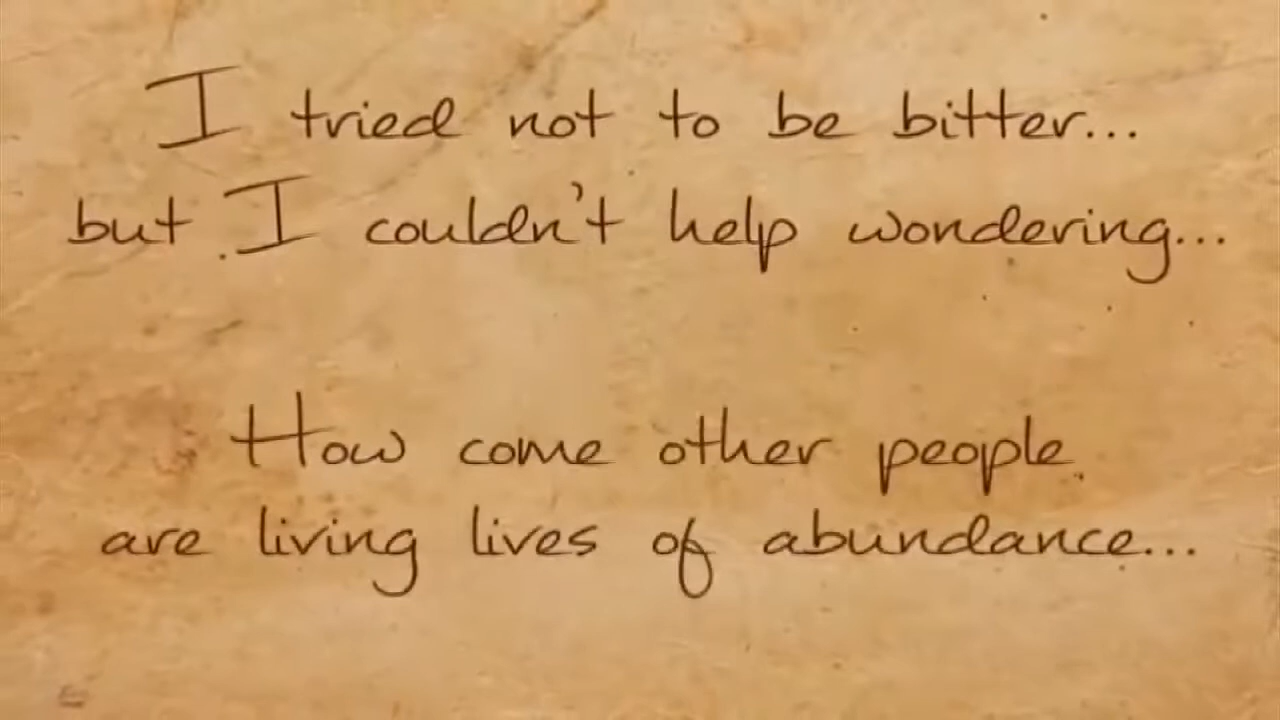 I tried not to be bitter...
but I couldn't help wondering...
How come other people
are living lives of abundance...